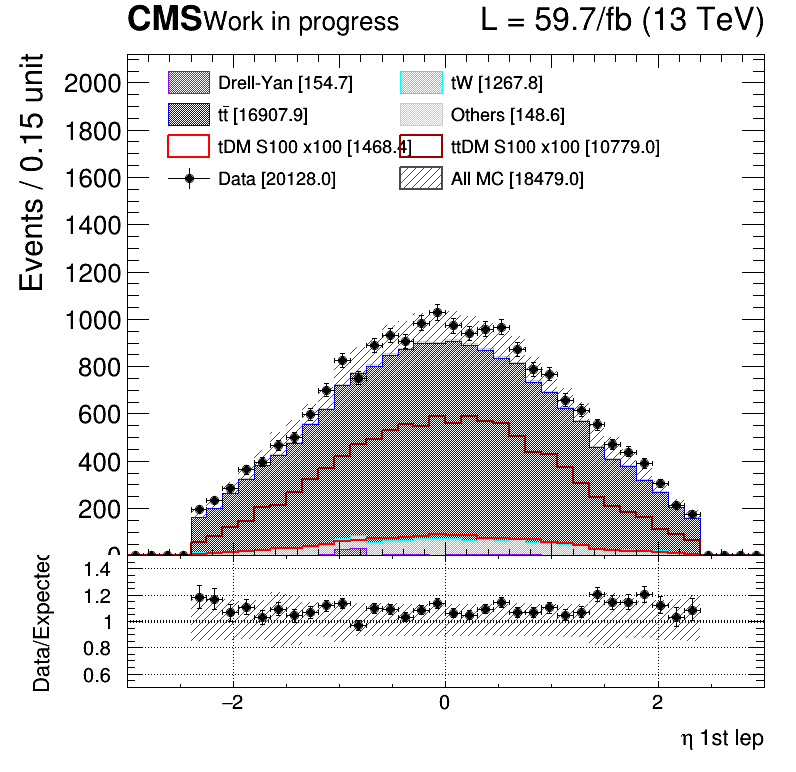 CMS Work in progress L = 59.7/fb (13 TeV)
Events / 0.15 unit
2000
1800
1600
1400
1200
1000
800
600
400
200
0
Drell-Yan [154.7] tW [1267.8]
tt̄ [16907.9] Others [148.6]
tDM S100 x100 [1468.4] ttDM S100 x100 [10779.0]
Data [20128.0] All MC [18479.0]
Data/Expected
1.4
1.2
1
0.8
0.6
−2 0 2
η 1st lep